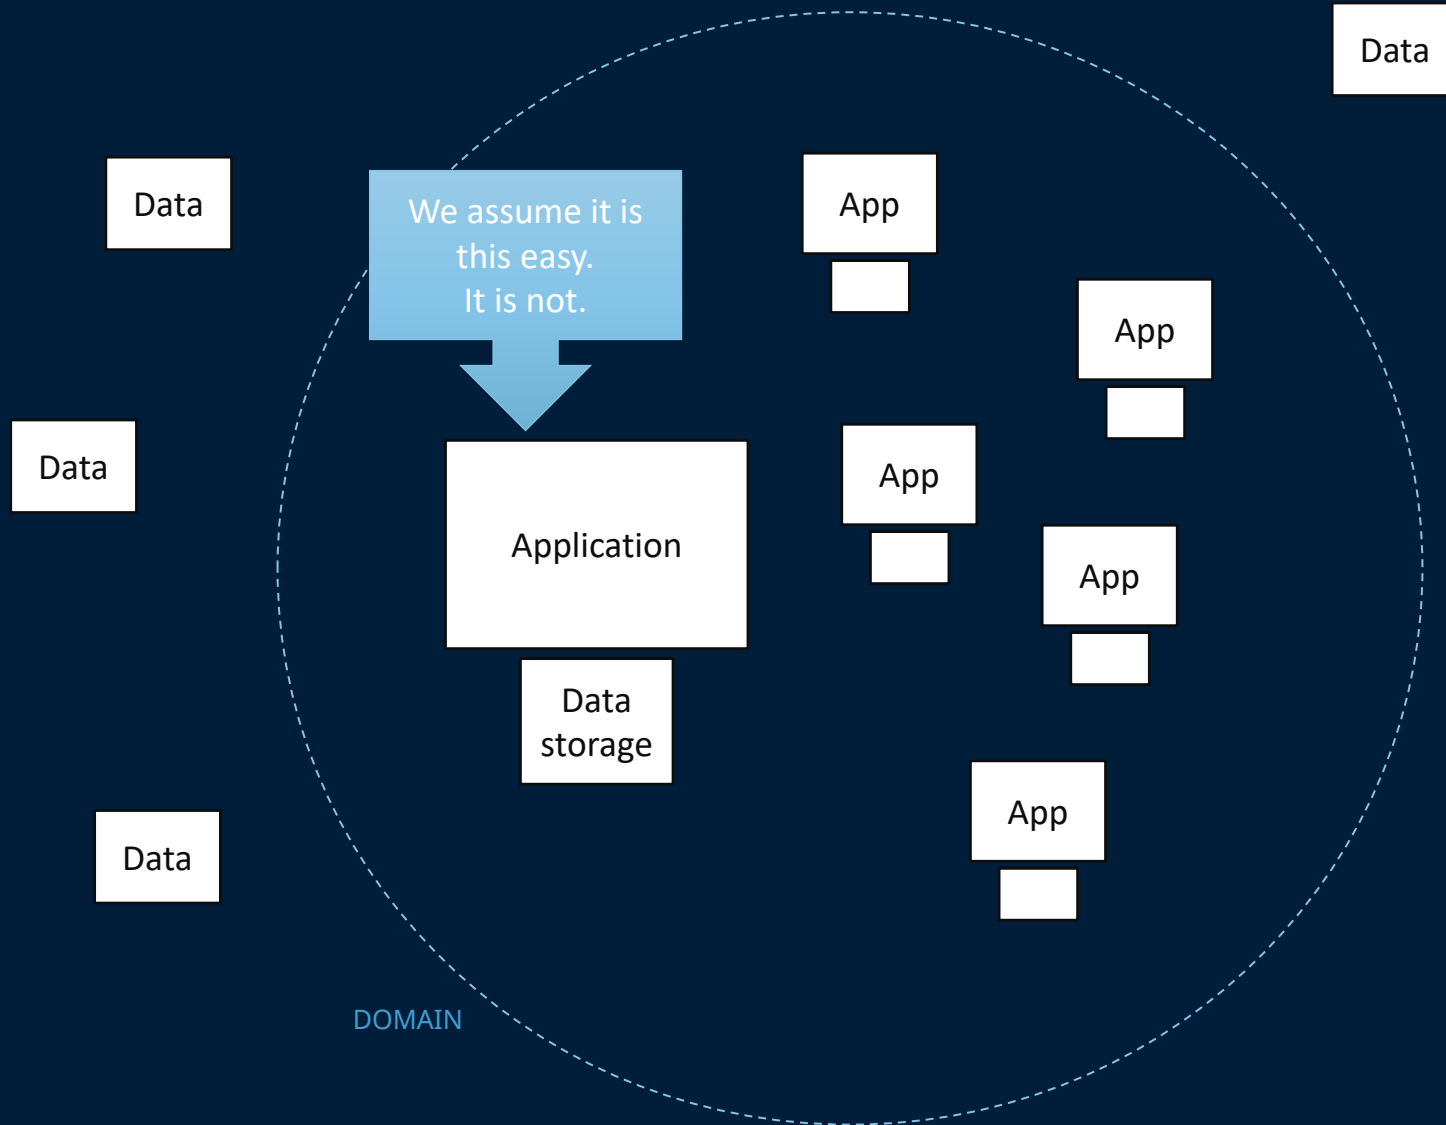 Data
Data
We assume it is
this easy.
It is not.
App
App
Data
App
Application
App
Data
storage
App
Data
DOMAIN